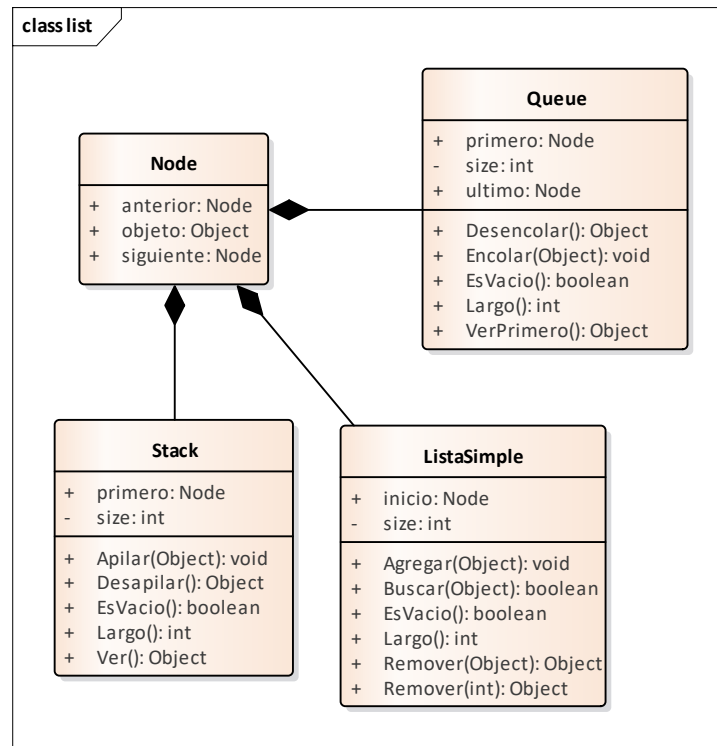 class list
Queue
+ primero: Node
- size: int
+ ultimo: Node
+ Desencolar(): Object
+ Encolar(Object): void
+ EsVacio(): boolean
+ Largo(): int
+ VerPrimero(): Object
Node
+ anterior: Node
+ objeto: Object
+ siguiente: Node
Stack
+ primero: Node
- size: int
+ Apilar(Object): void
+ Desapilar(): Object
+ EsVacio(): boolean
+ Largo(): int
+ Ver(): Object
ListaSimple
+ inicio: Node
- size: int
+ Agregar(Object): void
+ Buscar(Object): boolean
+ EsVacio(): boolean
+ Largo(): int
+ Remover(Object): Object
+ Remover(int): Object